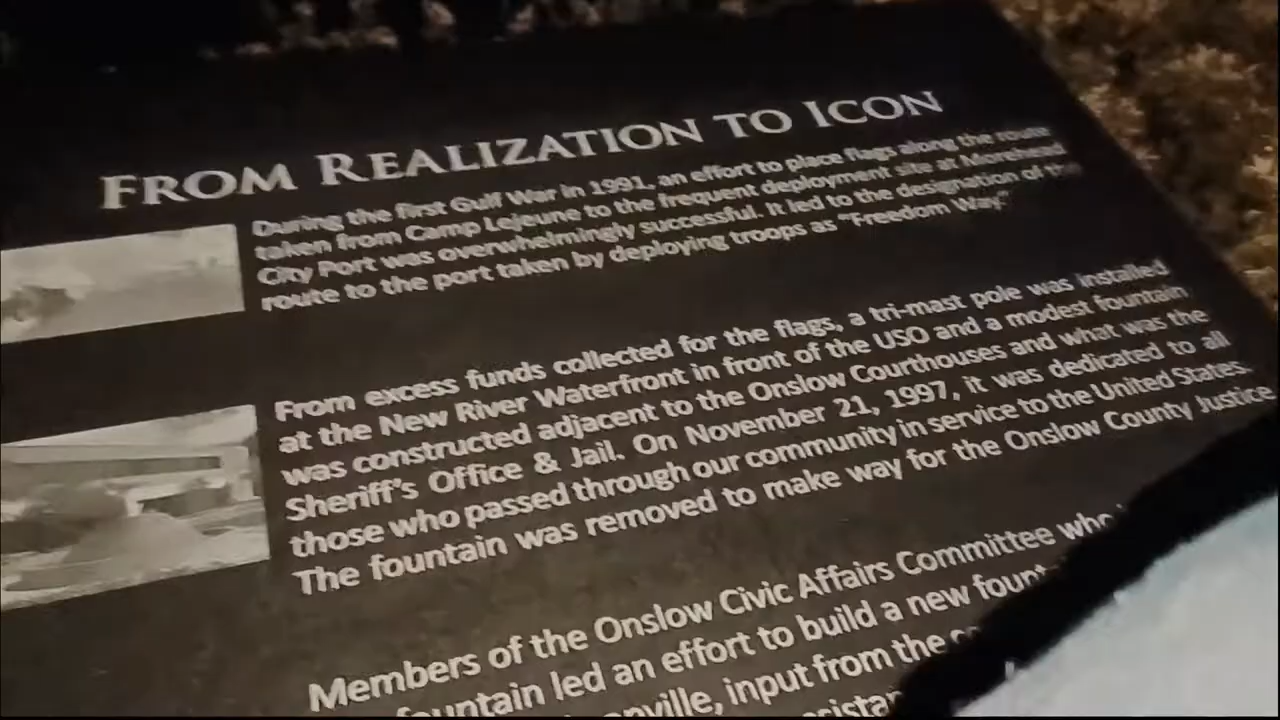 FROM REALIZATION TO ICON
During the first Gulf War in 1991, an effort to place flags along the route
taken from Camp Lejeune to the frequent deployment site at Morehead
City Port was overwhelmingly successful. It led to the designation of the
route to the port taken by deploying troops as "Freedom Way."
From excess funds collected for the flags, a tri-mast pole was installed
at the New River Waterfront in front of the USO and a modest fountain
was constructed adjacent to the Onslow Courthouses and what was the
Sheriff's Office & Jail. On November 21, 1997, it was dedicated to all
those who passed through our community in service to the United States.
The fountain was removed to make way for the Onslow County Justice
Members of the Onslow Civic Affairs Committee who
fountain led an effort to build a new
input from the